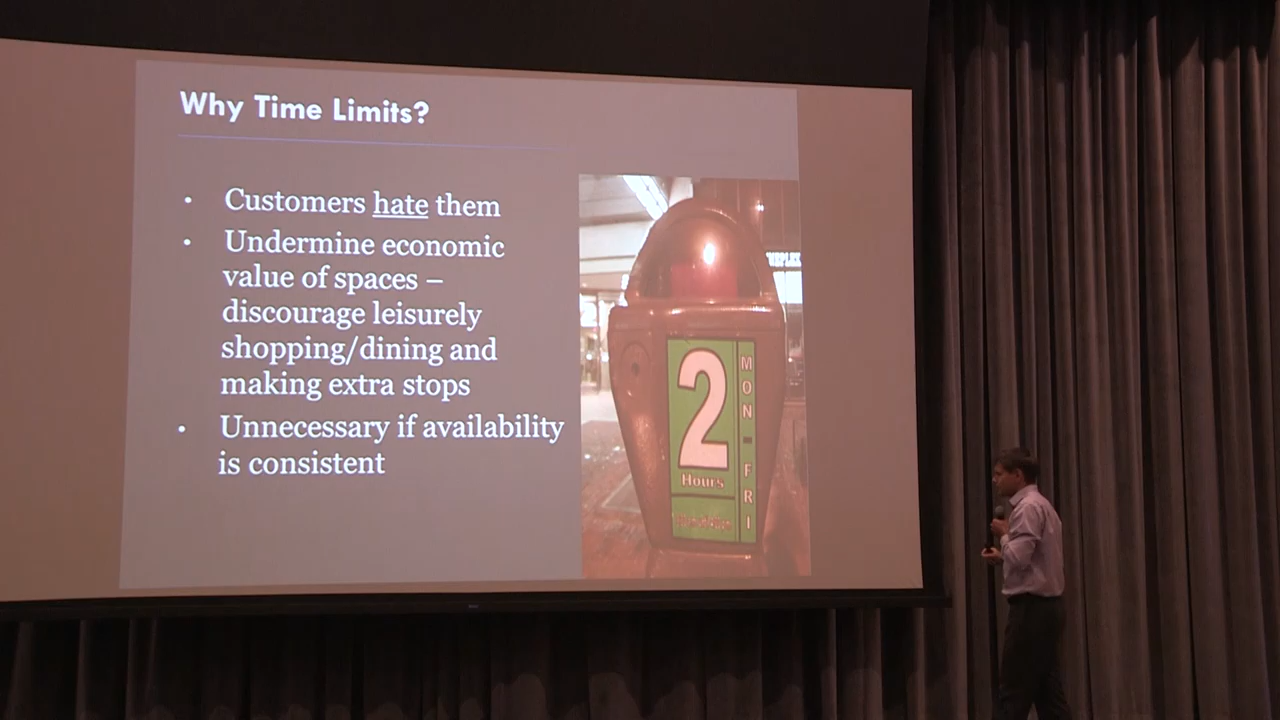 Why Time Limits?
• Customers hate them
• Undermine economic
value of spaces –
discourage leisurely
shopping/dining and
making extra stops
• Unnecessary if availability
is consistent
2
Hours
MON-FRI